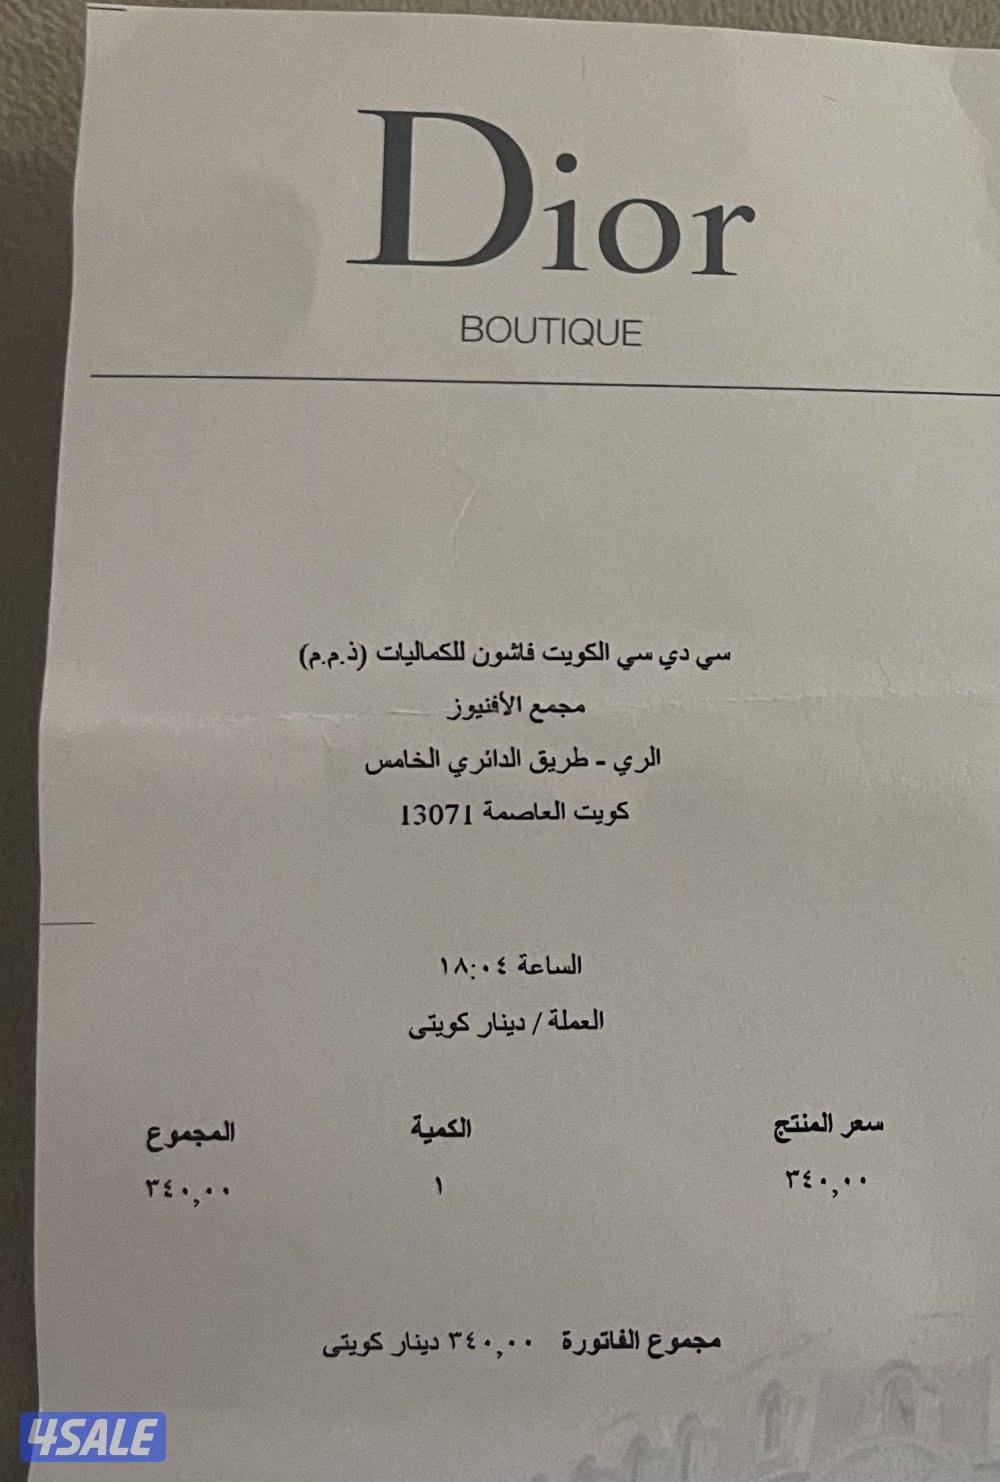 Dior
BOUTIQUE
سي دي سي الكويت فاشون للكماليات (ذ.م.م)
مجمع الأفنيوز
الري - طريق الدائري الخامس
كويت العاصمة 13071
الساعة ١٨:٠٤
العملة / دينار كويتى
سعر المنتج الكمية المجموع
٣٤٠,٠٠ ١ ٣٤٠,٠٠
مجموع الفاتورة ٣٤٠,٠٠ دينار كويتى
4SALE